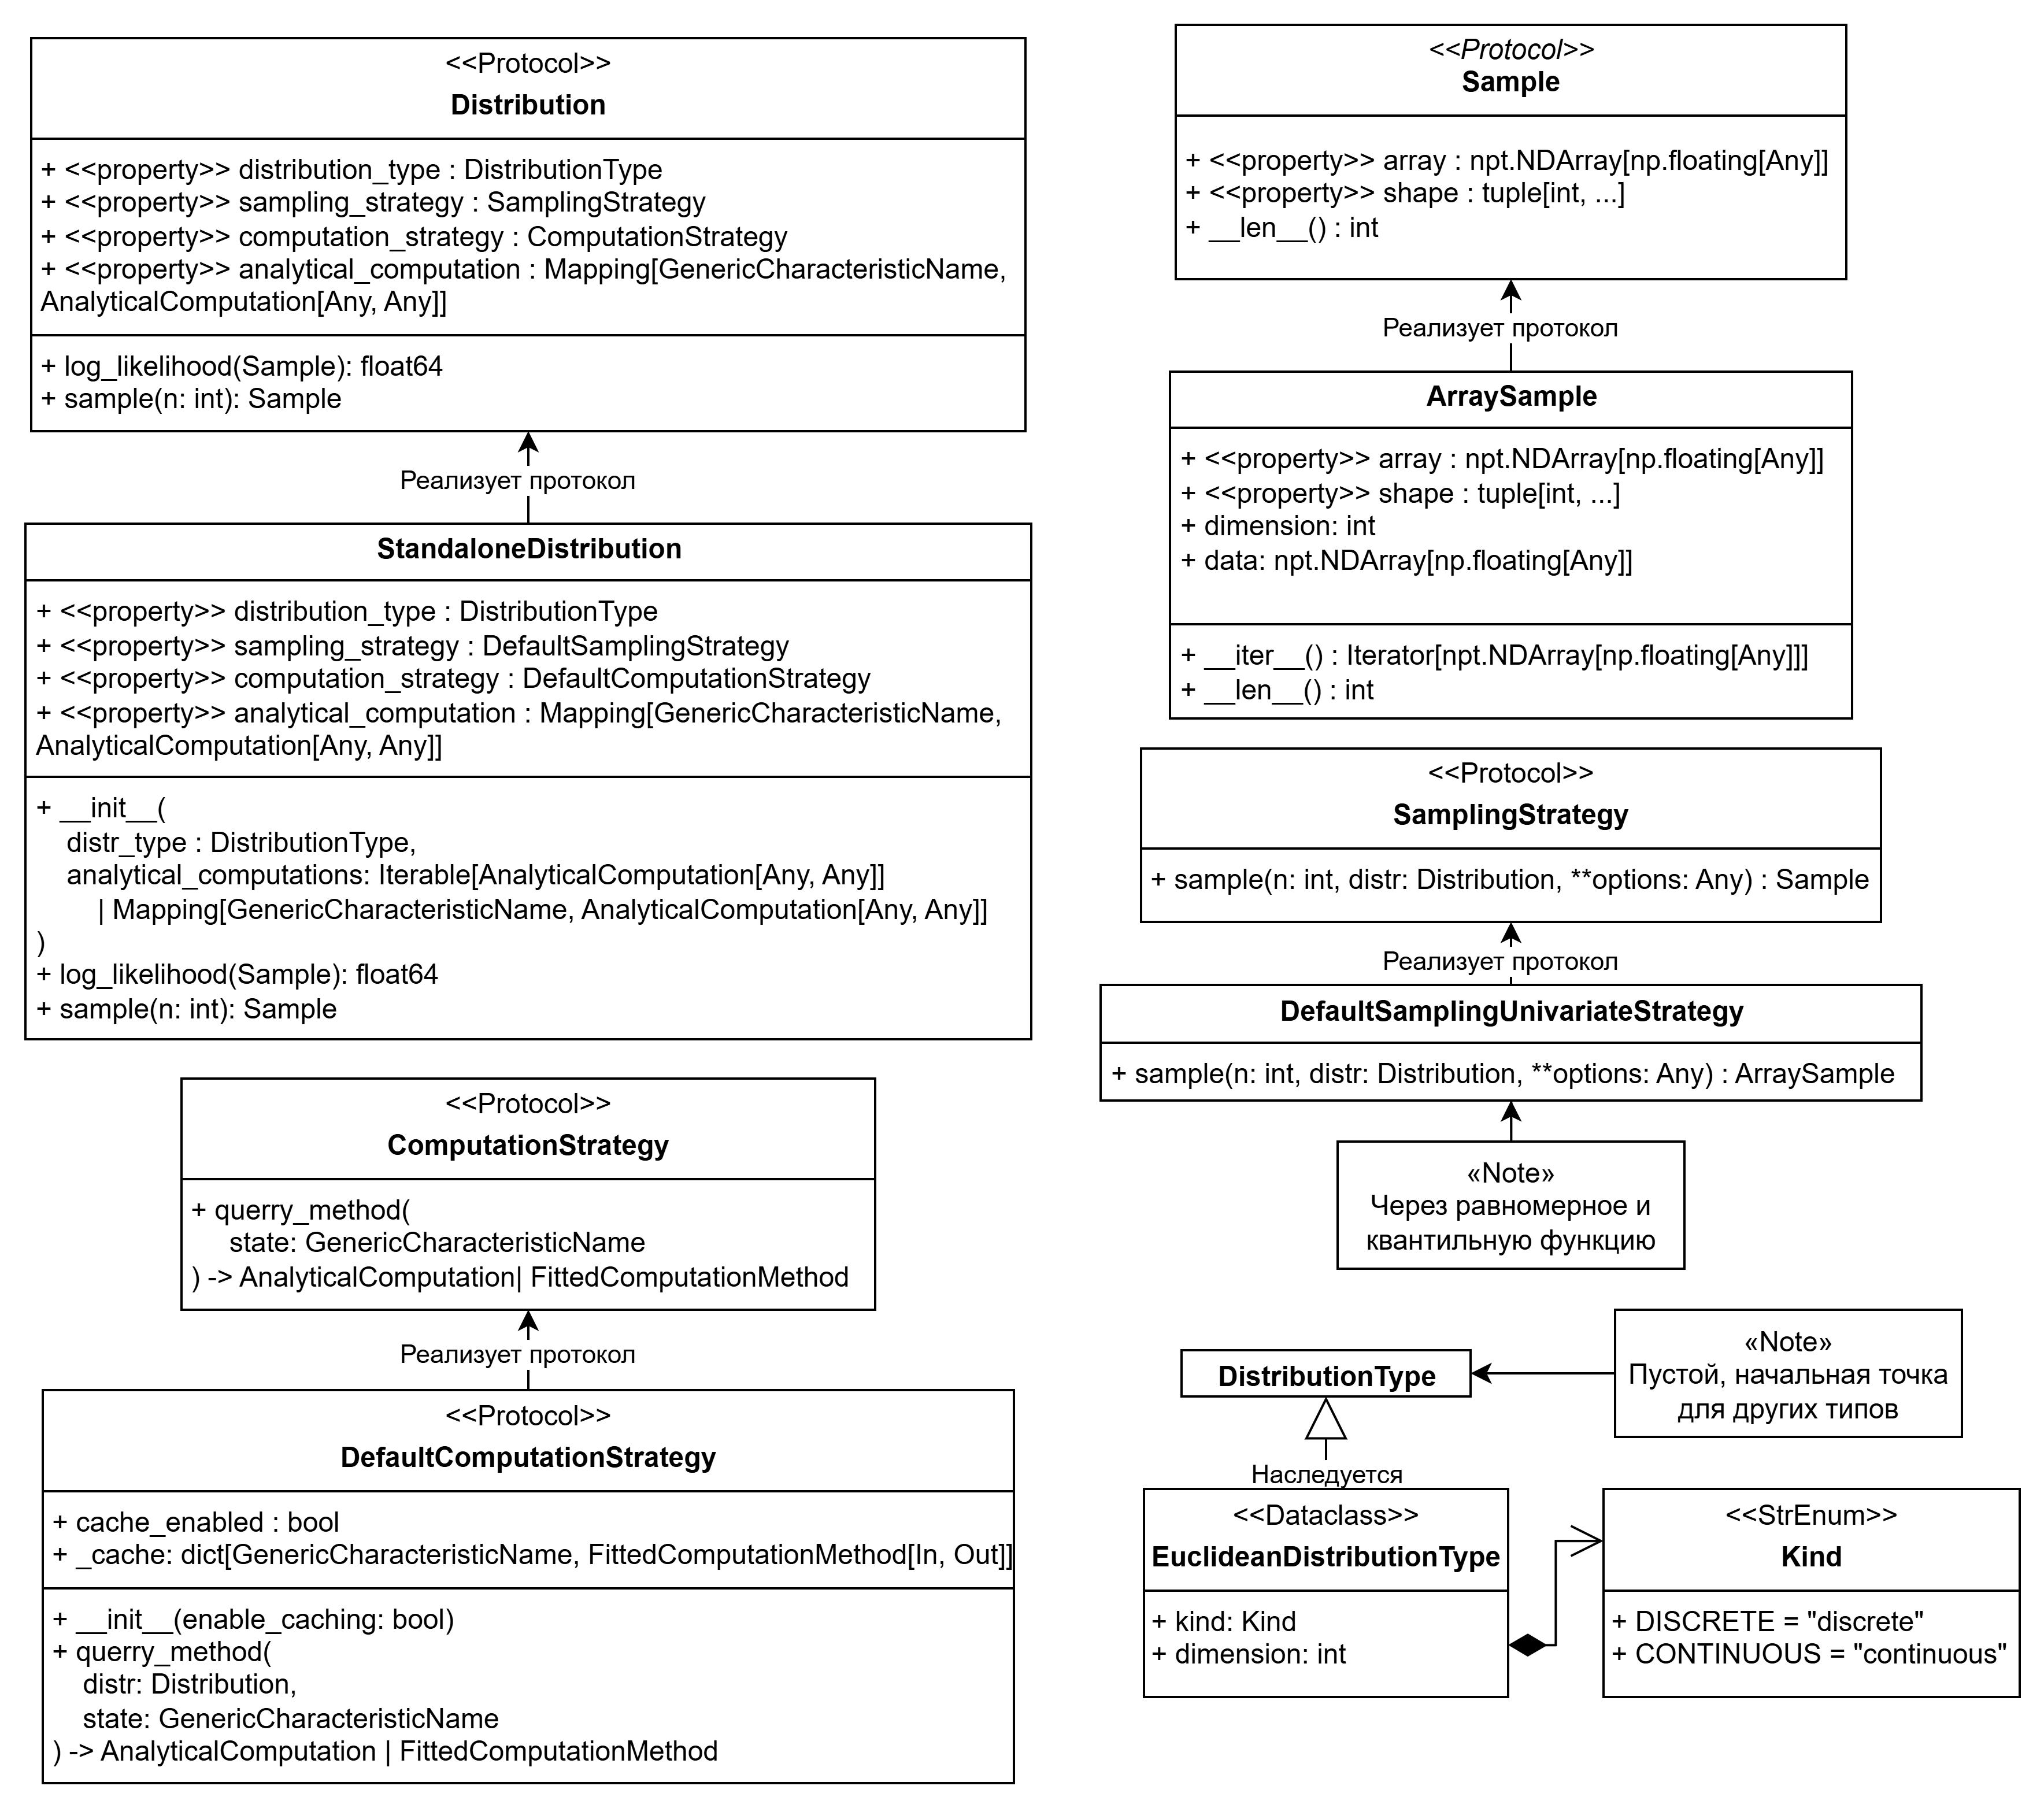 <<Protocol>>
Distribution
+ <<property>> distribution_type : DistributionType
+ <<property>> sampling_strategy : SamplingStrategy
+ <<property>> computation_strategy : ComputationStrategy
+ <<property>> analytical_computation : Mapping[GenericCharacteristicName,
AnalyticalComputation[Any, Any]]
+ log_likelihood(Sample): float64
+ sample(n: int): Sample
Реализует протокол
StandaloneDistribution
+ <<property>> distribution_type : DistributionType
+ <<property>> sampling_strategy : DefaultSamplingStrategy
+ <<property>> computation_strategy : DefaultComputationStrategy
+ <<property>> analytical_computation : Mapping[GenericCharacteristicName,
AnalyticalComputation[Any, Any]]
+ __init__(
distr_type : DistributionType,
analytical_computations: Iterable[AnalyticalComputation[Any, Any]]
| Mapping[GenericCharacteristicName, AnalyticalComputation[Any, Any]]
)
+ log_likelihood(Sample): float64
+ sample(n: int): Sample
<<Protocol>>
ComputationStrategy
+ querry_method(
state: GenericCharacteristicName
) -> AnalyticalComputation| FittedComputationMethod
Реализует протокол
<<Protocol>>
DefaultComputationStrategy
+ cache_enabled : bool
+ _cache: dict[GenericCharacteristicName, FittedComputationMethod[In, Out]]
+ __init__(enable_caching: bool)
+ querry_method(
distr: Distribution,
state: GenericCharacteristicName
) -> AnalyticalComputation | FittedComputationMethod
<<Protocol>>
Sample
+ <<property>> array : npt.NDArray[np.floating[Any]]
+ <<property>> shape : tuple[int, ...]
+ __len__() : int
Реализует протокол
ArraySample
+ <<property>> array : npt.NDArray[np.floating[Any]]
+ <<property>> shape : tuple[int, ...]
+ dimension: int
+ data: npt.NDArray[np.floating[Any]]
+ __iter__() : Iterator[npt.NDArray[np.floating[Any]]]
+ __len__() : int
<<Protocol>>
SamplingStrategy
+ sample(n: int, distr: Distribution, **options: Any) : Sample
Реализует протокол
DefaultSamplingUnivariateStrategy
+ sample(n: int, distr: Distribution, **options: Any) : ArraySample
«Note»
Через равномерное и
квантильную функцию
DistributionType
«Note»
Пустой, начальная точка
для других типов
Наследуется
<<Dataclass>>
EuclideanDistributionType
+ kind: Kind
+ dimension: int
<<StrEnum>>
Kind
+ DISCRETE = "discrete"
+ CONTINUOUS = "continuous"